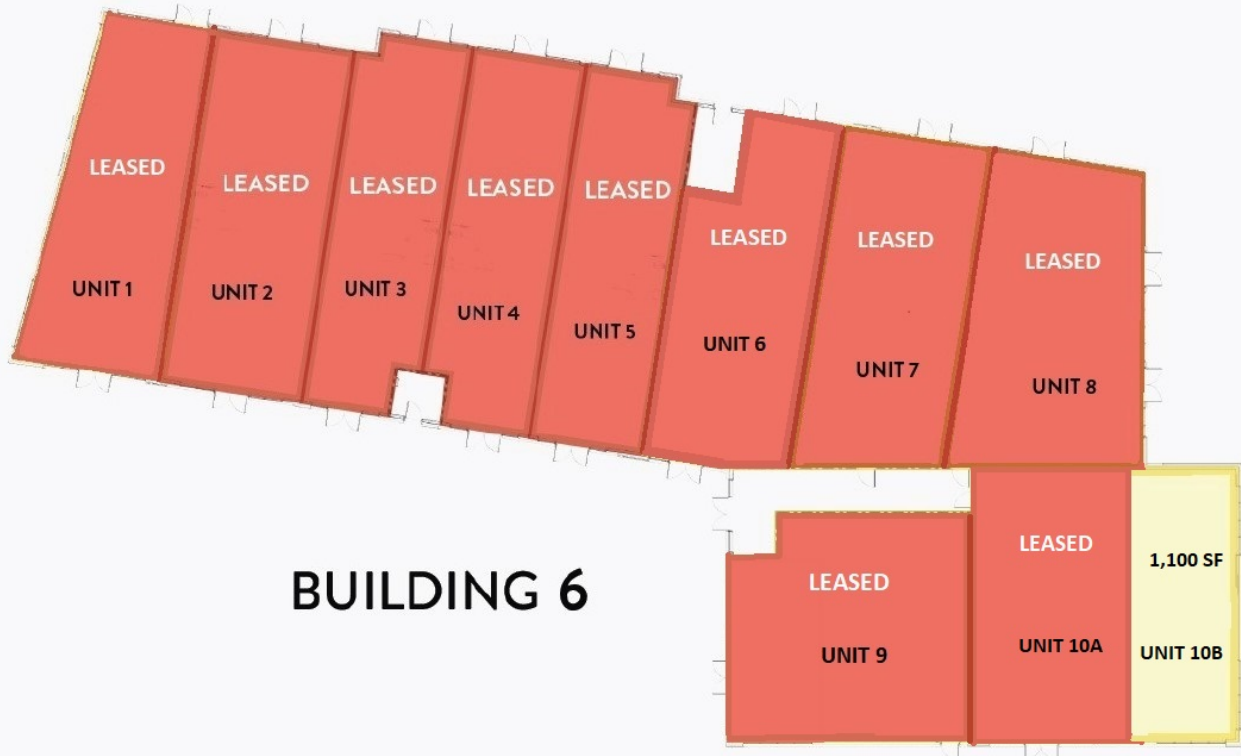 LEASED
UNIT 1
LEASED
UNIT 2
LEASED
UNIT 3
LEASED
UNIT 4
LEASED
UNIT 5
LEASED
UNIT 6
LEASED
UNIT 7
LEASED
UNIT 8
BUILDING 6
LEASED
UNIT 9
LEASED
UNIT 10A
1,100 SF
UNIT 10B